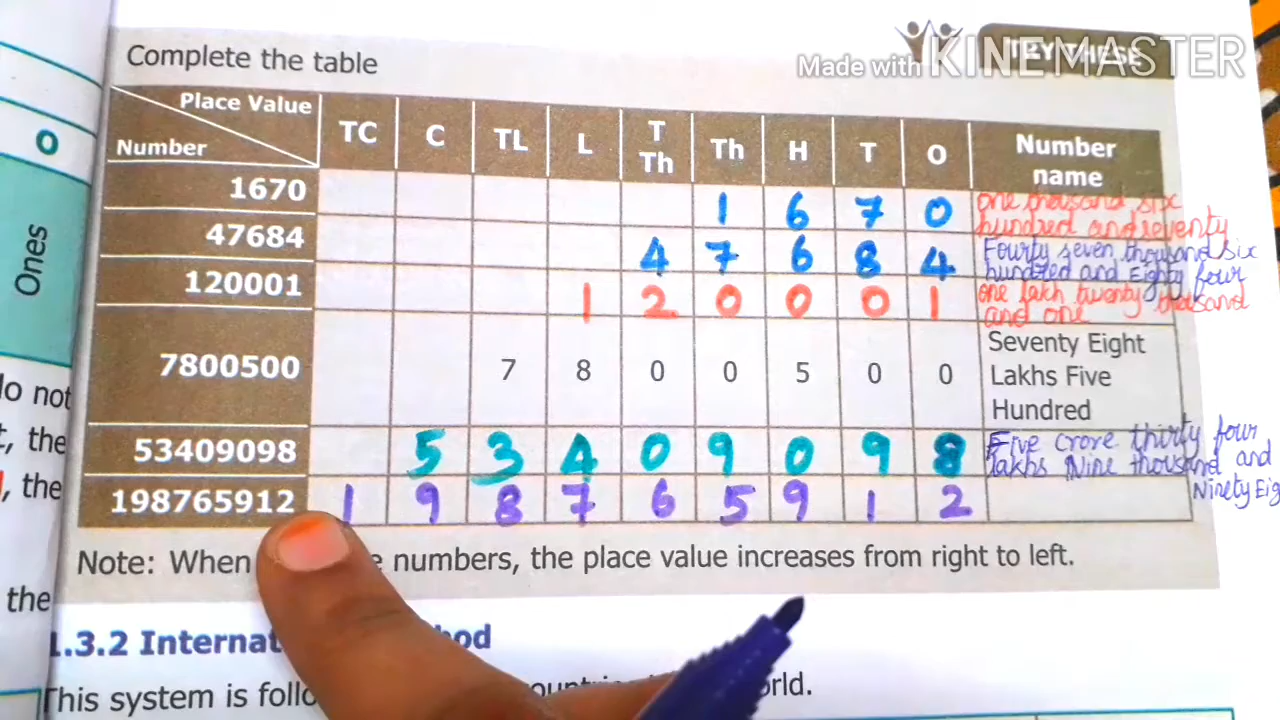 Made with KINEMASTER
TRY THESE
Complete the table
Place Value
Number
TC C TL L T Th Th H T O Number name
O
Ones
1670 1 6 7 0 one thousand six
hundred and seventy
47684 4 7 6 8 4 Fourty seven thousand six
hundred and Eighty four
120001 1 2 0 0 0 1 one lakh twenty thousand
and one
7800500 7 8 0 0 5 0 0 Seventy Eight
Lakhs Five
Hundred
53409098 5 3 4 0 9 0 9 8 Five crore thirty four
lakhs Nine thousand and
Ninety Eig
198765912 1 9 8 7 6 5 9 1 2
Note: When numbers, the place value increases from right to left.
do not
, the
, the
the
1.3.2 Internat
This system is follo